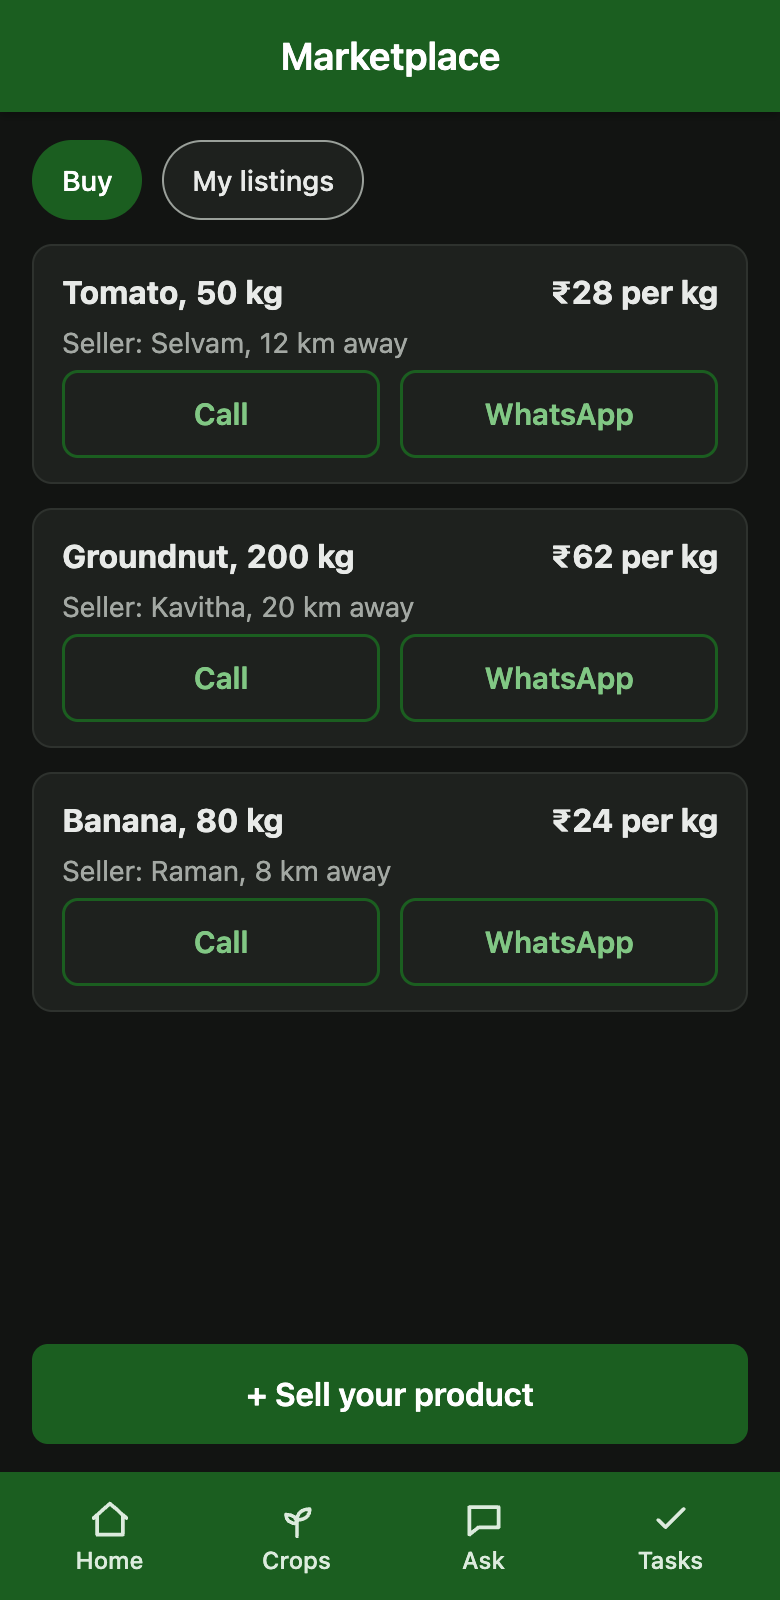 Marketplace
Buy
My listings
Tomato, 50 kg
₹28 per kg
Seller: Selvam, 12 km away
Call
WhatsApp
Groundnut, 200 kg
₹62 per kg
Seller: Kavitha, 20 km away
Call
WhatsApp
Banana, 80 kg
₹24 per kg
Seller: Raman, 8 km away
Call
WhatsApp
+ Sell your product
Home
Crops
Ask
Tasks